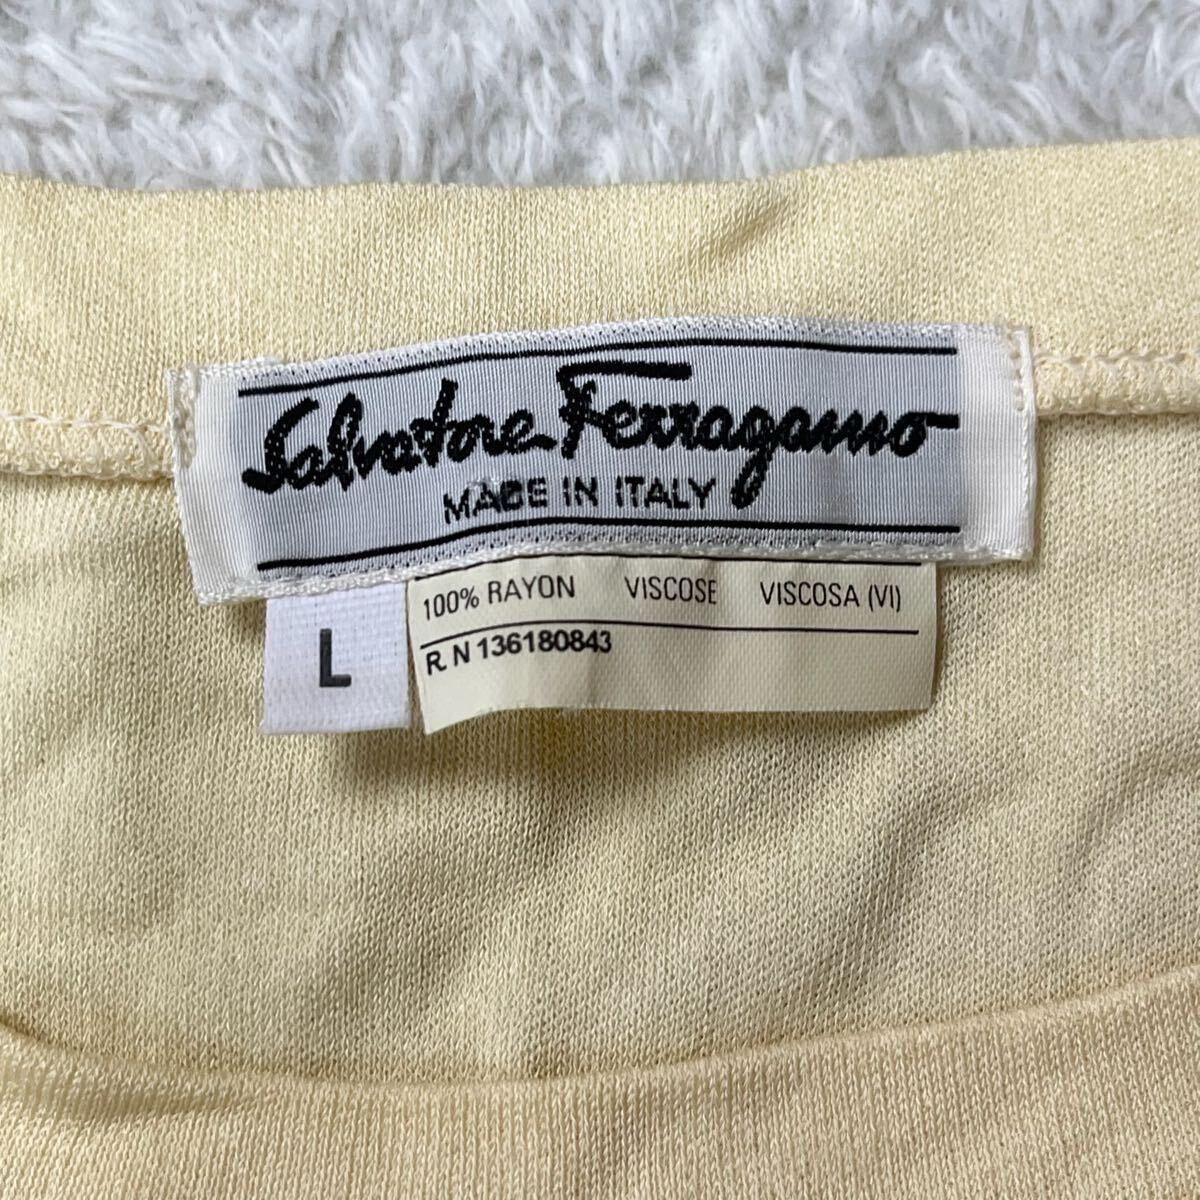 Salvatore Ferragamo
MADE IN ITALY
100% RAYON VISCOSE VISCOSA (VI)
R. N 136180843
L